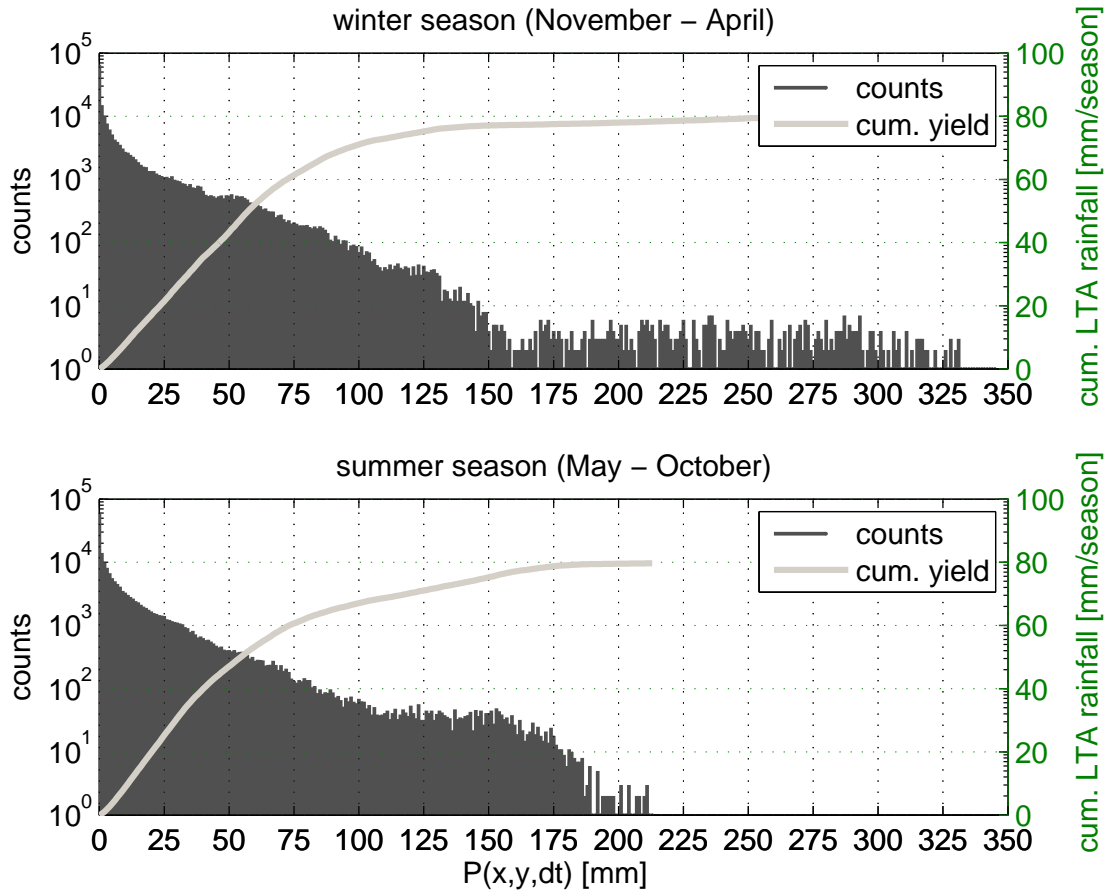 winter season (November – April)
10^5
10^4
10^3
10^2
10^1
10^0
counts
100
80
60
40
20
0
cum. LTA rainfall [mm/season]
counts
cum. yield
0 25 50 75 100 125 150 175 200 225 250 275 300 325 350
summer season (May – October)
10^5
10^4
10^3
10^2
10^1
10^0
counts
100
80
60
40
20
0
cum. LTA rainfall [mm/season]
counts
cum. yield
0 25 50 75 100 125 150 175 200 225 250 275 300 325 350
P(x,y,dt) [mm]